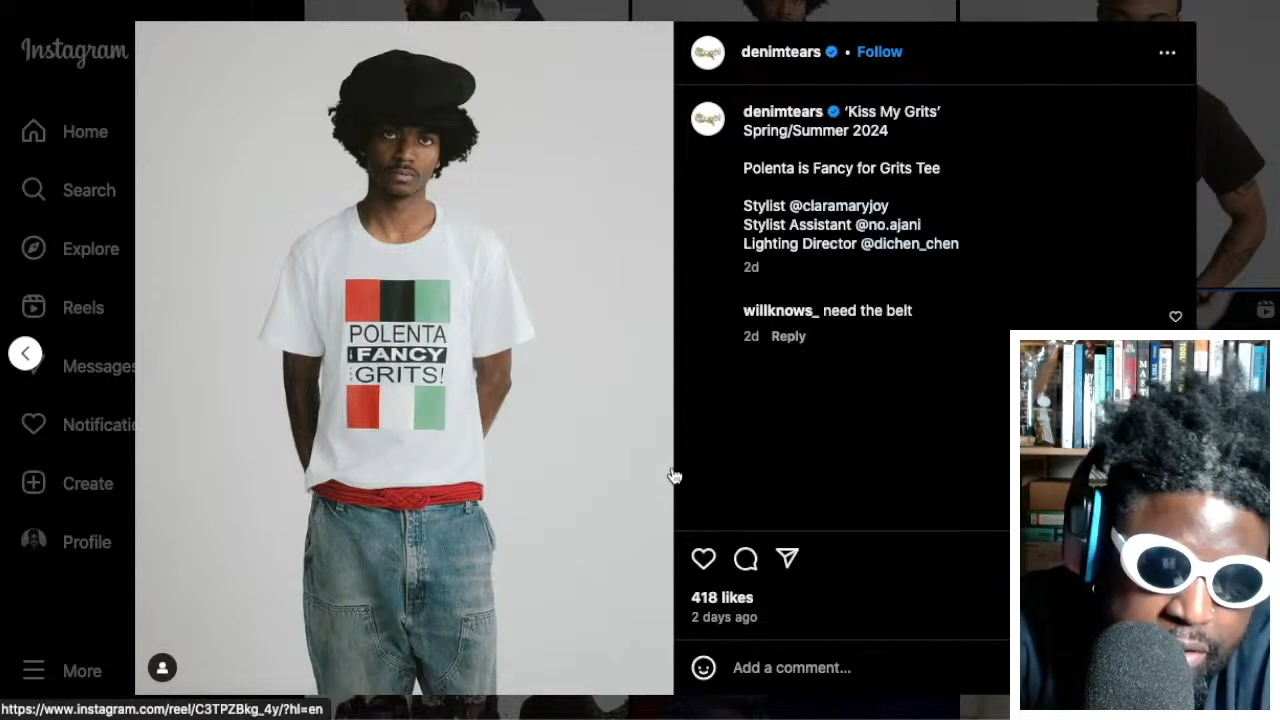 Instagram
Home
Search
Explore
Reels
Messages
Notificatio
Create
Profile
More
POLENTA
FANCY
GRITS!
denimtears • Follow
denimtears ‘Kiss My Grits’
Spring/Summer 2024
Polenta is Fancy for Grits Tee
Stylist @claramaryjoy
Stylist Assistant @no.ajani
Lighting Director @dichen_chen
2d
willknows_ need the belt
2d Reply
418 likes
2 days ago
Add a comment...
https://www.instagram.com/reel/C3TPZBkg_4y/?hl=en